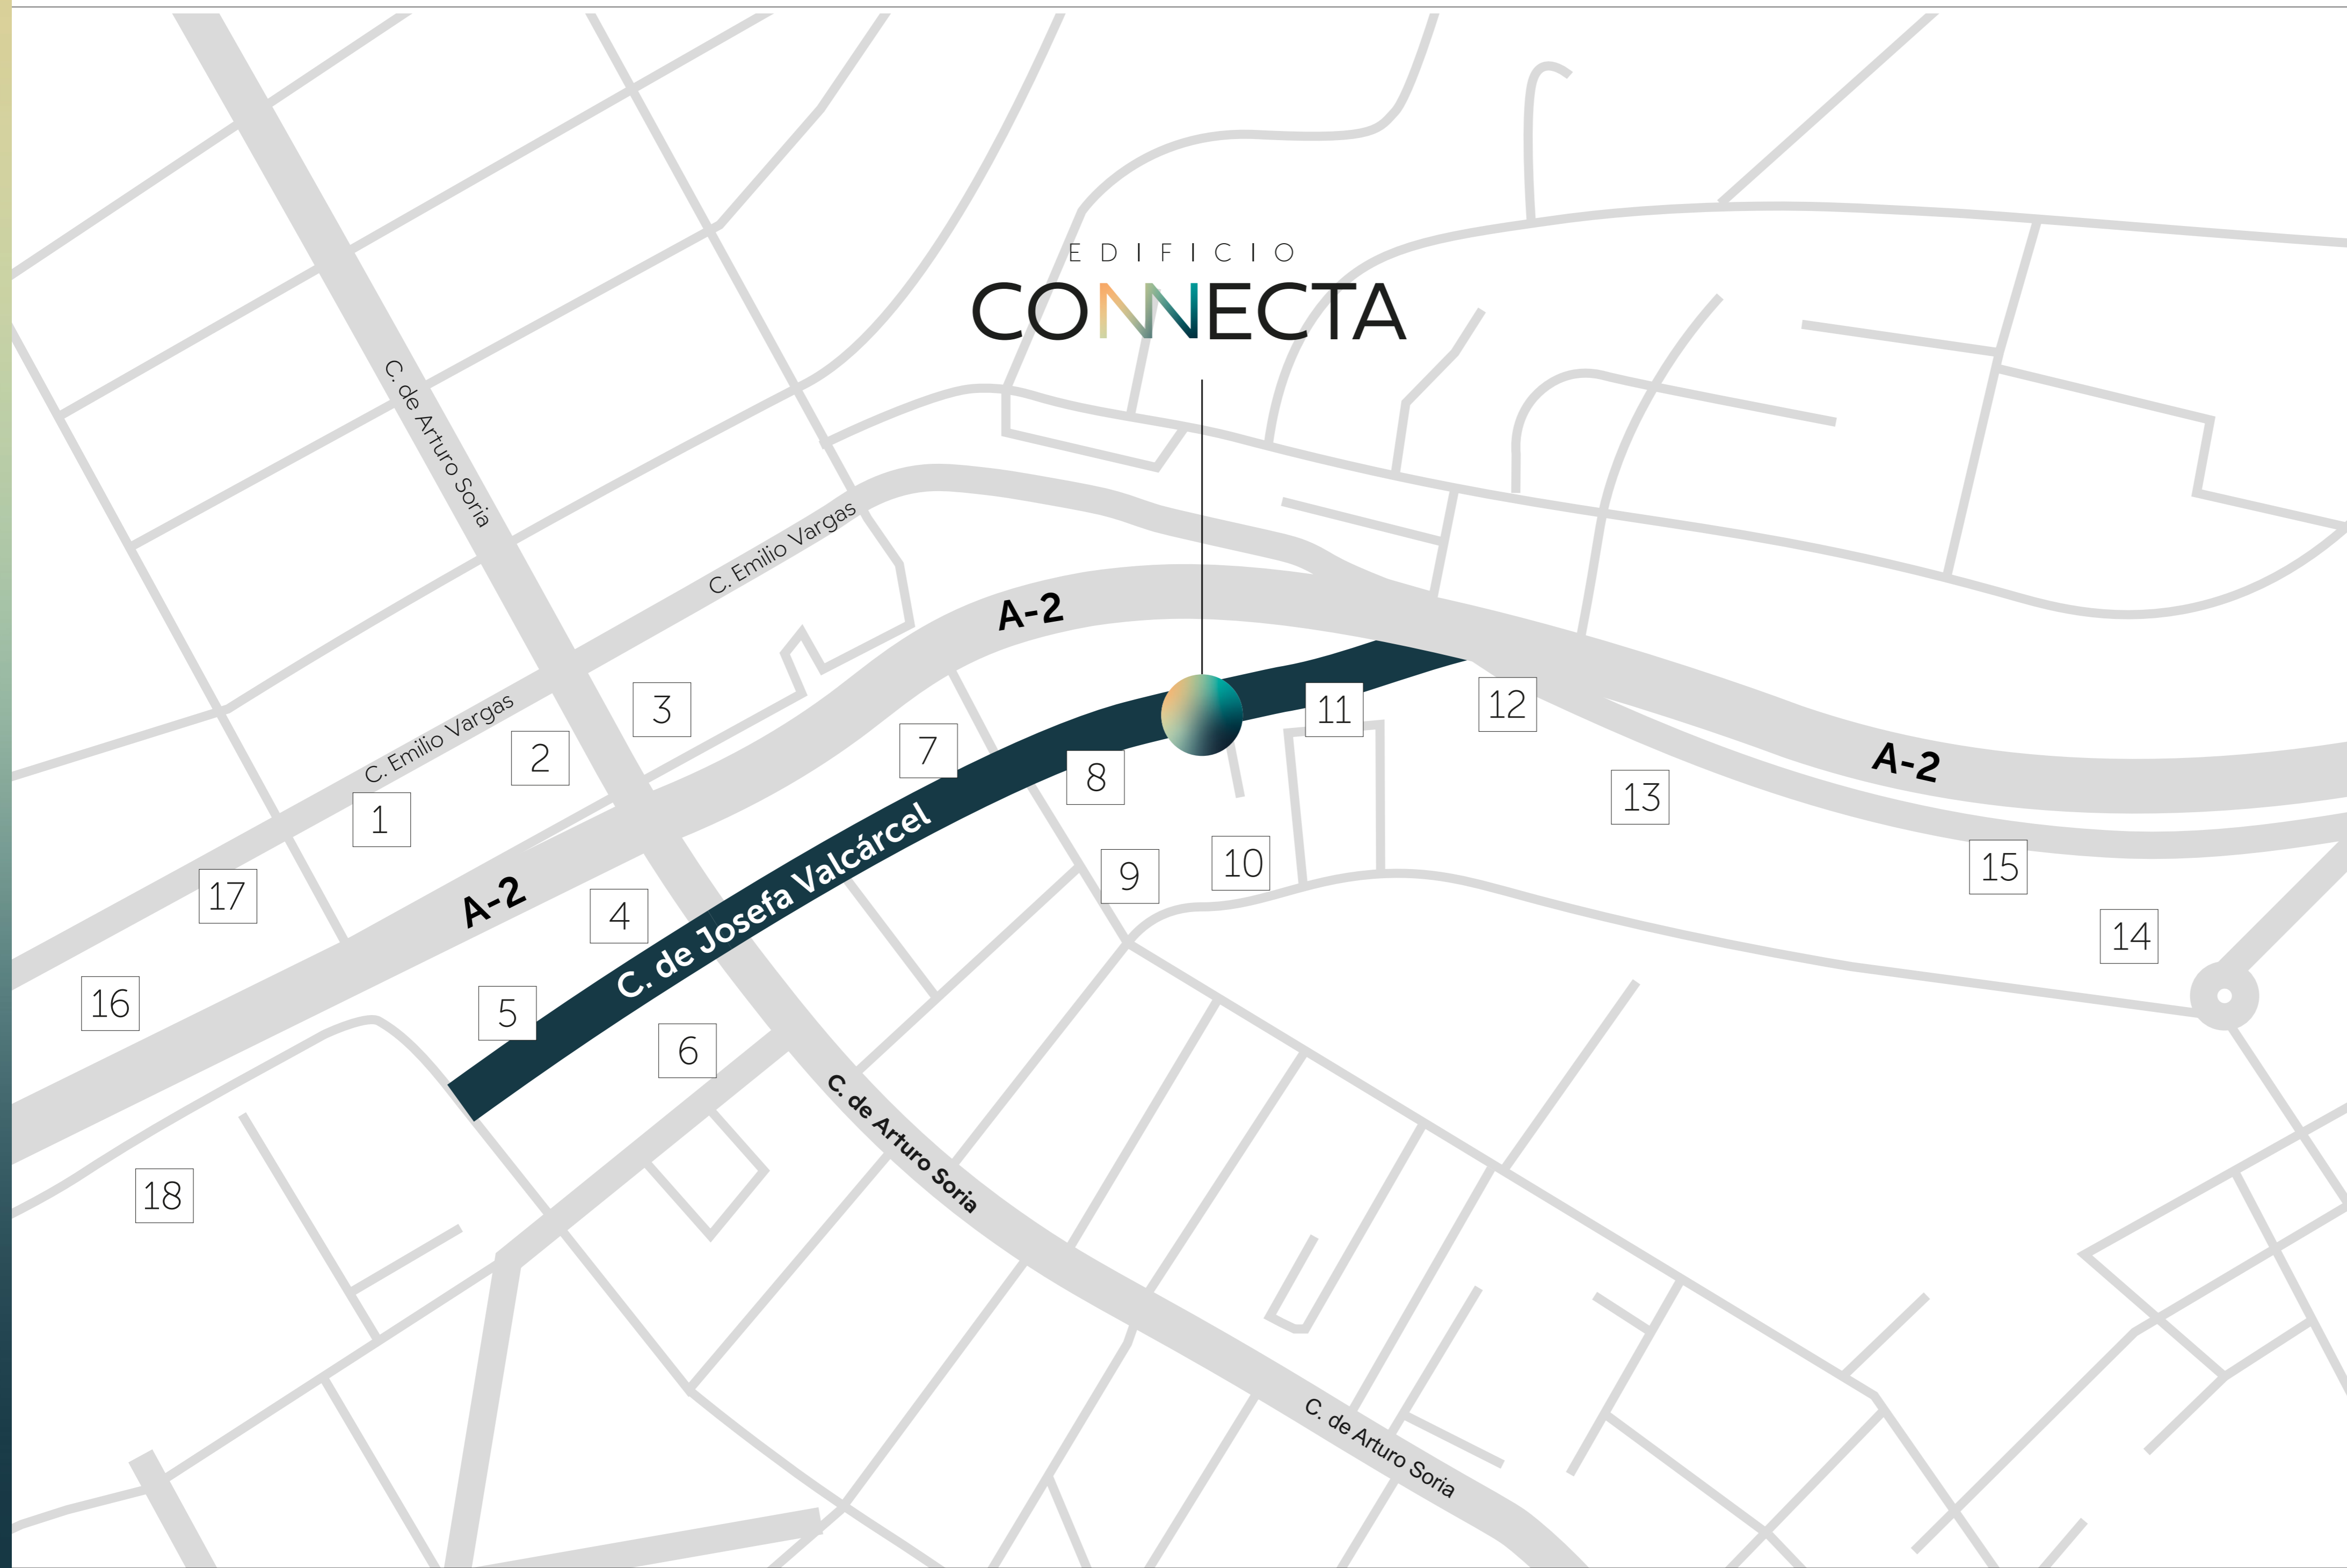 EDIFICIO
CONNECTA
C. de Arturo Soria
C. Emilio Vargas
A-2
C. Emilio Vargas
3
2
7
11
12
A-2
8
13
1
C. de Josefa Valcárcel
9
10
15
17
A-2
4
14
16
5
6
C. de Arturo Soria
18
C. de Arturo Soria